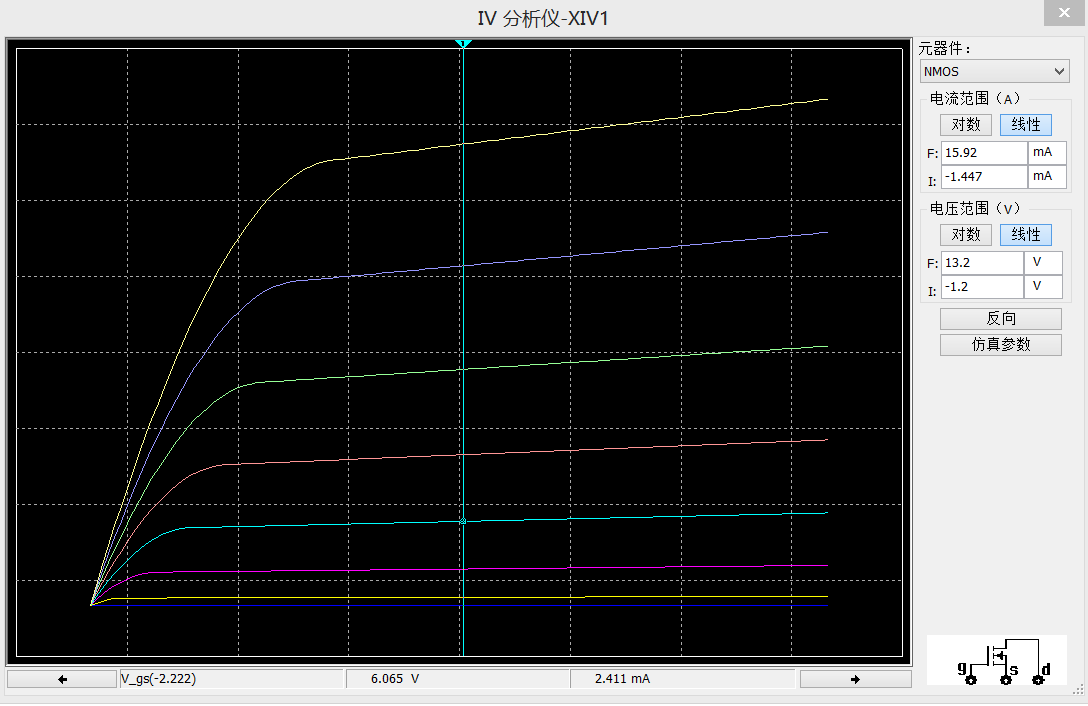 IV 分析仪-XIV1
1
元器件：
NMOS
电流范围（A）
对数 线性
F: 15.92 mA
I: -1.447 mA
电压范围（V）
对数 线性
F: 13.2 V
I: -1.2 V
反向
仿真参数
g s d
V_gs(-2.222) 6.065 V 2.411 mA